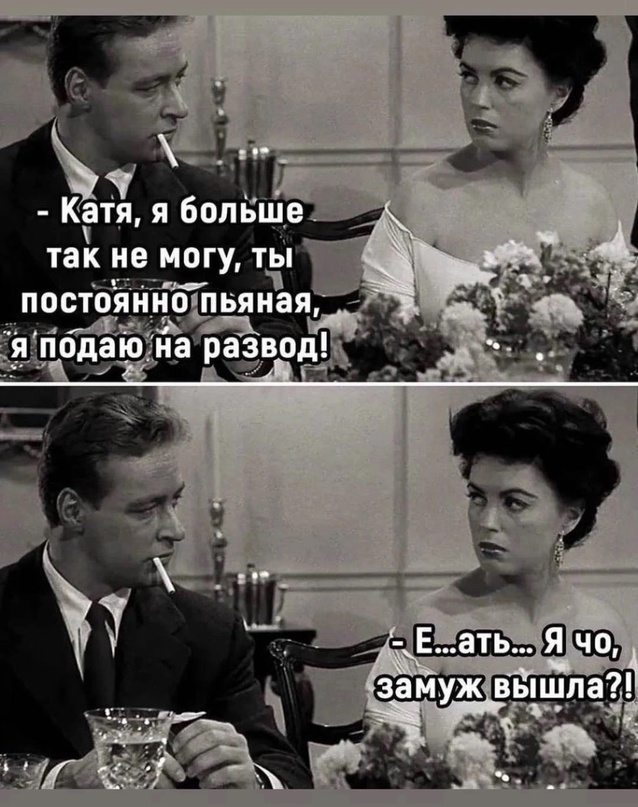 - Катя, я больше
так не могу, ты
постоянно пьяная,
я подаю на развод!
- Е...ать... Я чо,
замуж вышла?!